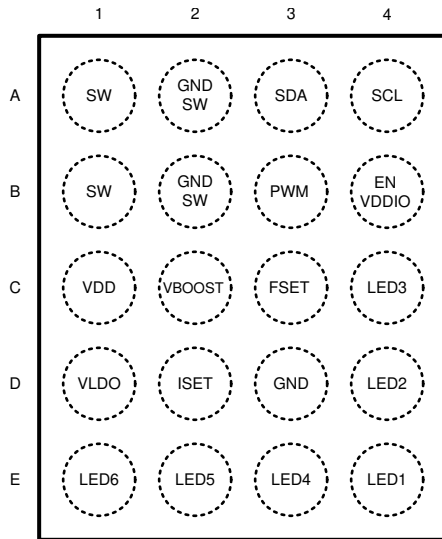 1 2 3 4
A SW GND SW SDA SCL
B SW GND SW PWM EN VDDIO
C VDD VBOOST FSET LED3
D VLDO ISET GND LED2
E LED6 LED5 LED4 LED1